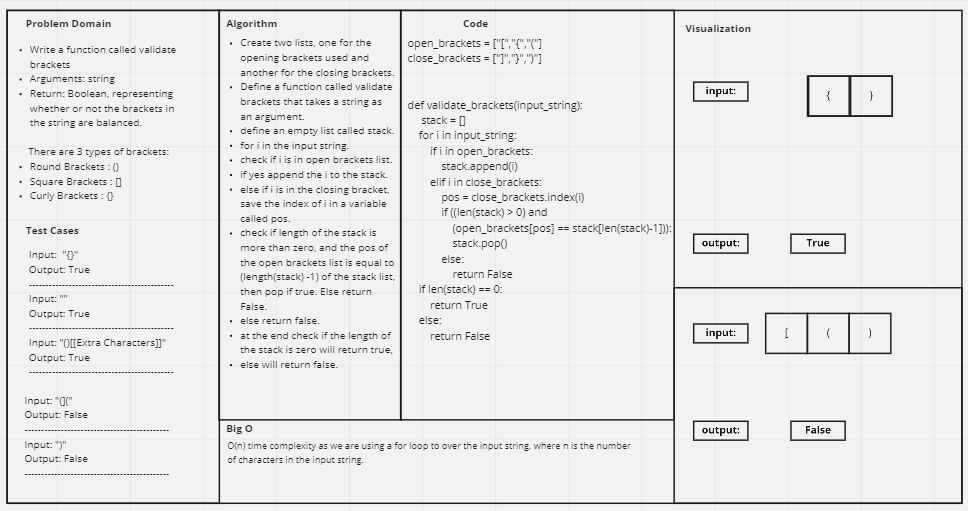 Problem Domain
• Write a function called validate
brackets
• Arguments: string
• Return: Boolean, representing
whether or not the brackets in
the string are balanced.
There are 3 types of brackets:
• Round Brackets : ()
• Square Brackets : []
• Curly Brackets : {}
Test Cases
Input: "{}"
Output: True
------------------------------------------------
Input: ""
Output: True
------------------------------------------------
Input: "()[[Extra Characters]]"
Output: True
------------------------------------------------
Input: "(]("
Output: False
------------------------------------------------
Input: ")"
Output: False
------------------------------------------------
Algorithm
• Create two lists, one for the
opening brackets used and
another for the closing brackets.
• Define a function called validate
brackets that takes a string as
an argument.
• define an empty list called stack.
• for i in the input string.
• check if i is in open brackets list.
• if yes append the i to the stack.
• else if i is in the closing bracket,
save the index of i in a variable
called pos.
• check if length of the stack is
more than zero, and the pos of
the open brackets list is equal to
(length(stack) -1) of the stack list,
then pop if true. Else return
False.
• else return false.
• at the end check if the length of
the stack is zero will return true,
• else will return false.
Code
open_brackets = ["[","{","("]
close_brackets = ["]","}",")"]
def validate_brackets(input_string):
stack = []
for i in input_string:
if i in open_brackets:
stack.append(i)
elif i in close_brackets:
pos = close_brackets.index(i)
if ((len(stack) > 0) and
(open_brackets[pos] == stack[len(stack)-1])):
stack.pop()
else:
return False
if len(stack) == 0:
return True
else:
return False
Big O
O(n) time complexity as we are using a for loop to over the input string, where n is the number
of characters in the input string.
Visualization
input: { }
output: True
input: [ ( )
output: False